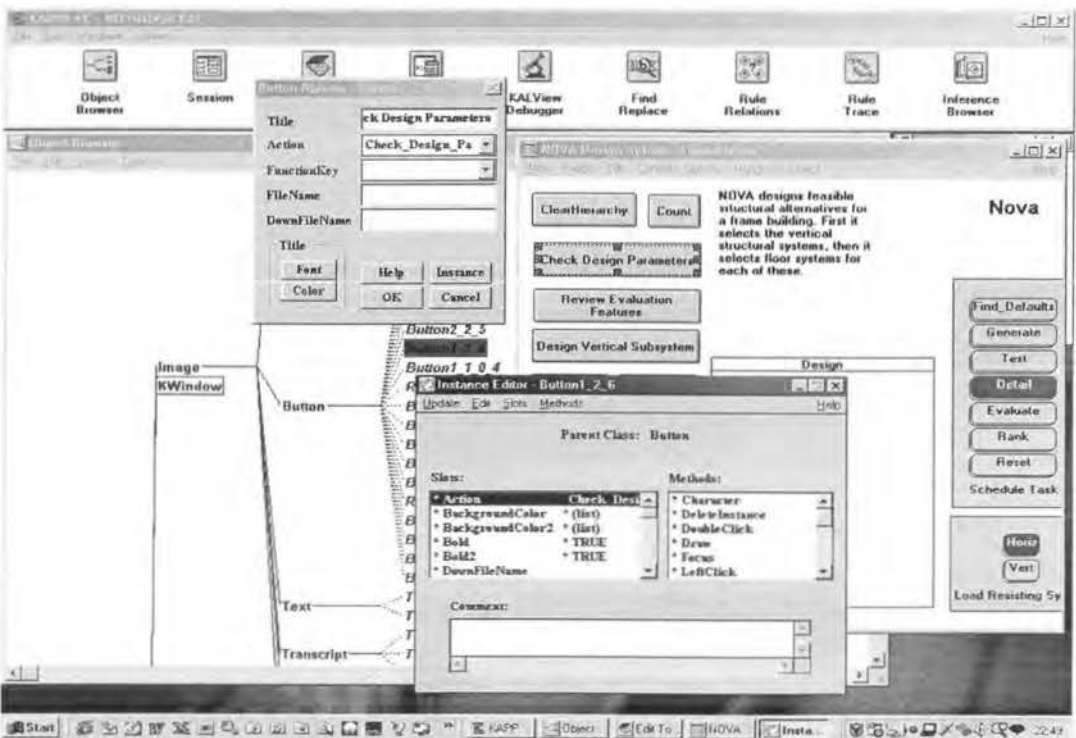 Object
Browser
Session
KALView
Debugger
Find
Replace
Rule
Relations
Rule
Trace
Inference
Browser
Title
ck Design Parameters
Action
Check_Design_Pa
FunctionKey
FileName
DownFileName
Title
Font
Color
Help
Instance
OK
Cancel
ClearHierarchy
Count
Check Design Parameters
Review Evaluation
Features
Design Vertical Subsystem
NOVA designs feasible
structural alternatives for
a frame building. First it
selects the vertical
structural systems, then it
selects floor systems for
each of these.
Nova
Find_Defaults
Generate
Test
Detail
Evaluate
Rank
Reset
Schedule Task
Horiz
Vert
Load Resisting Sy
Design
Image
KWindow
Button
Text
Transcript
Button2_2_5
Button1_1_0_4
R
B
B
B
B
B
R
B
B
B
B
T
T
T
T
Instance Editor - Button1_2_6
Update Edit Slots Methods Help
Parent Class: Button
Slots:
* Action Check_Desi
* BackgroundColor * (list)
* BackgroundColor2 * (list)
* Bold * TRUE
* Bold2 * TRUE
* DownFileName
Methods:
* Character
* DeleteInstance
* DoubleClick
* Draw
* Focus
* LeftClick
Comment:
Start
KAPP
Object
Edit To
NOVA
Insta...
22:49